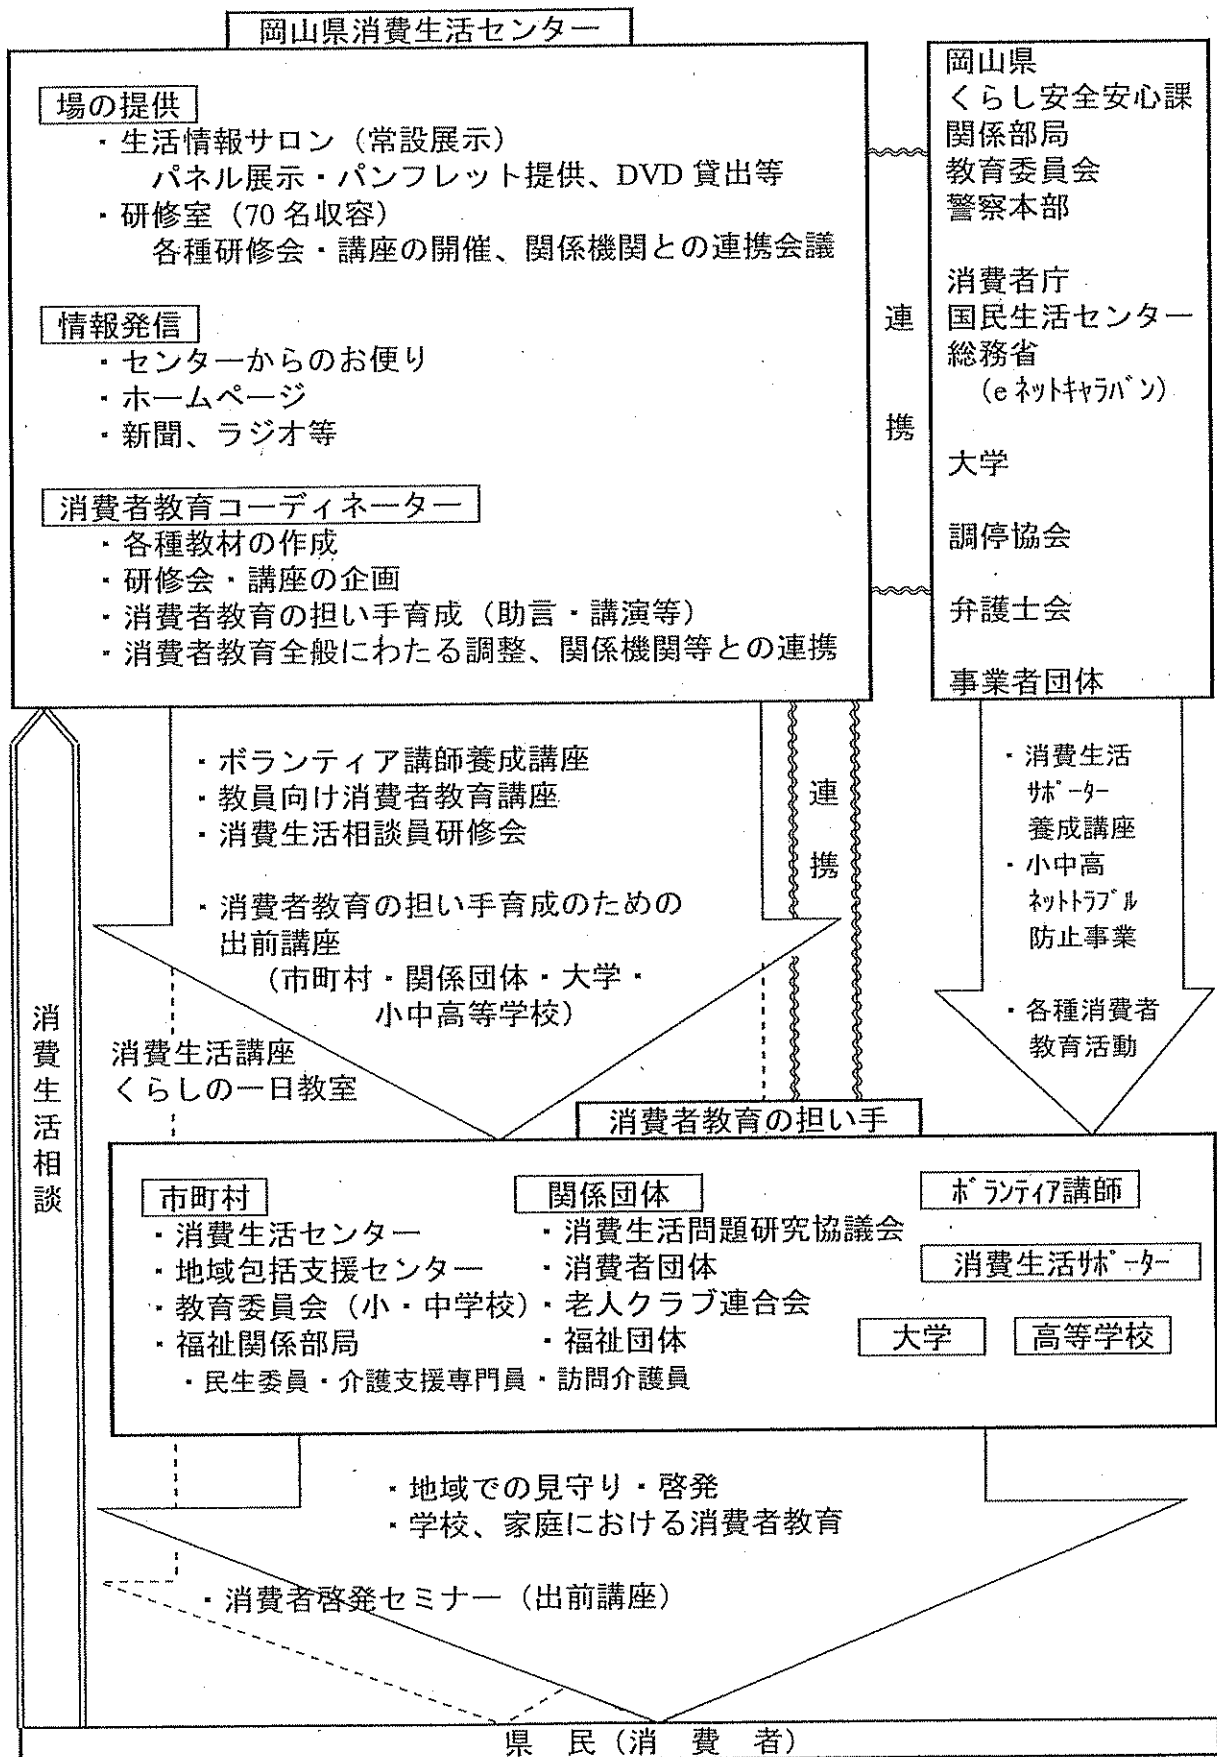 岡山県消費生活センター
場の提供
・生活情報サロン（常設展示）
パネル展示・パンフレット提供、DVD 貸出等
・研修室（70 名収容）
各種研修会・講座の開催、関係機関との連携会議
情報発信
・センターからのお便り
・ホームページ
・新聞、ラジオ等
消費者教育コーディネーター
・各種教材の作成
・研修会・講座の企画
・消費者教育の担い手育成（助言・講演等）
・消費者教育全般にわたる調整、関係機関等との連携
連携
岡山県
くらし安全安心課
関係部局
教育委員会
警察本部
消費者庁
国民生活センター
総務省
（e ﾈｯﾄｷｬﾗﾊﾞﾝ）
大学
調停協会
弁護士会
事業者団体
・ボランティア講師養成講座
・教員向け消費者教育講座
・消費生活相談員研修会
・消費者教育の担い手育成のための
出前講座
（市町村・関係団体・大学・
小中高等学校）
連携
・消費生活
ｻﾎﾟｰﾀｰ
養成講座
・小中高
ﾈｯﾄﾄﾗﾌﾞﾙ
防止事業
・各種消費者
教育活動
消費生活相談
消費生活講座
くらしの一日教室
消費者教育の担い手
市町村
・消費生活センター
・地域包括支援センター
・教育委員会（小・中学校）
・福祉関係部局
・民生委員・介護支援専門員・訪問介護員
関係団体
・消費生活問題研究協議会
・消費者団体
・老人クラブ連合会
・福祉団体
ﾎﾞﾗﾝﾃｨｱ講師
消費生活ｻﾎﾟｰﾀｰ
大学
高等学校
・地域での見守り・啓発
・学校、家庭における消費者教育
・消費者啓発セミナー（出前講座）
県　民（消　費　者）